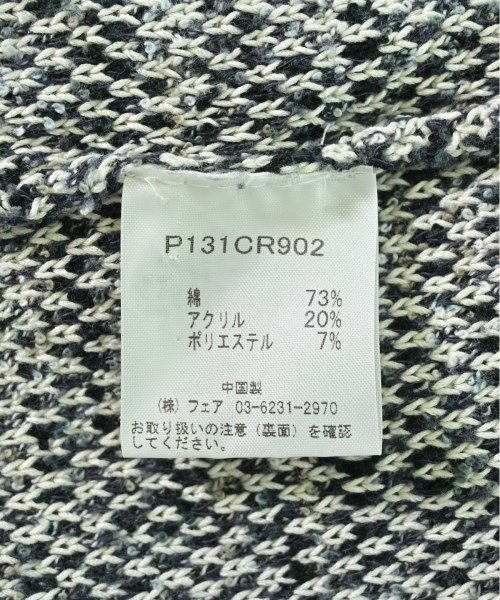 P131CR902
綿 73%
アクリル 20%
ポリエステル 7%
中国製
(株) フェア 03-6231-2970
お取り扱いの注意(裏面)を確認
してください。